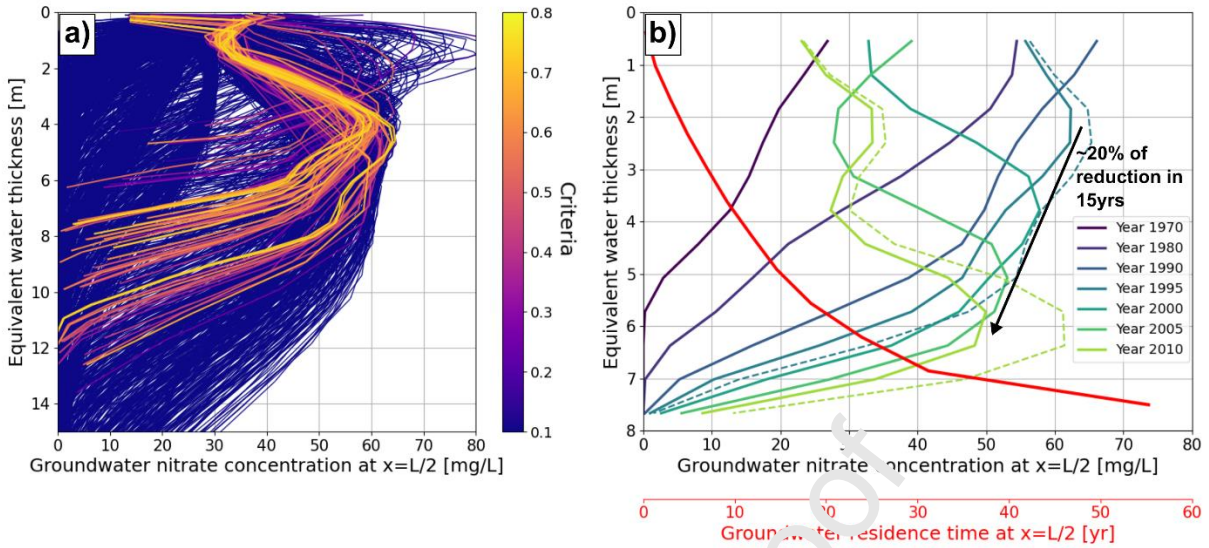 a)
0
2
4
6
8
10
12
14
Equivalent water thickness [m]
0 10 20 30 40 50 60 70 80
Groundwater nitrate concentration at x=L/2 [mg/L]
0.8
0.7
0.6
0.5
0.4
0.3
0.2
0.1
Criteria
b)
0
1
2
3
4
5
6
7
8
Equivalent water thickness [m]
~20% of
reduction in
15yrs
Year 1970
Year 1980
Year 1990
Year 1995
Year 2000
Year 2005
Year 2010
0 10 20 30 40 50 60 70 80
Groundwater nitrate concentration at x=L/2 [mg/L]
0 10 20 30 40 50 60
Groundwater residence time at x=L/2 [yr]
oof